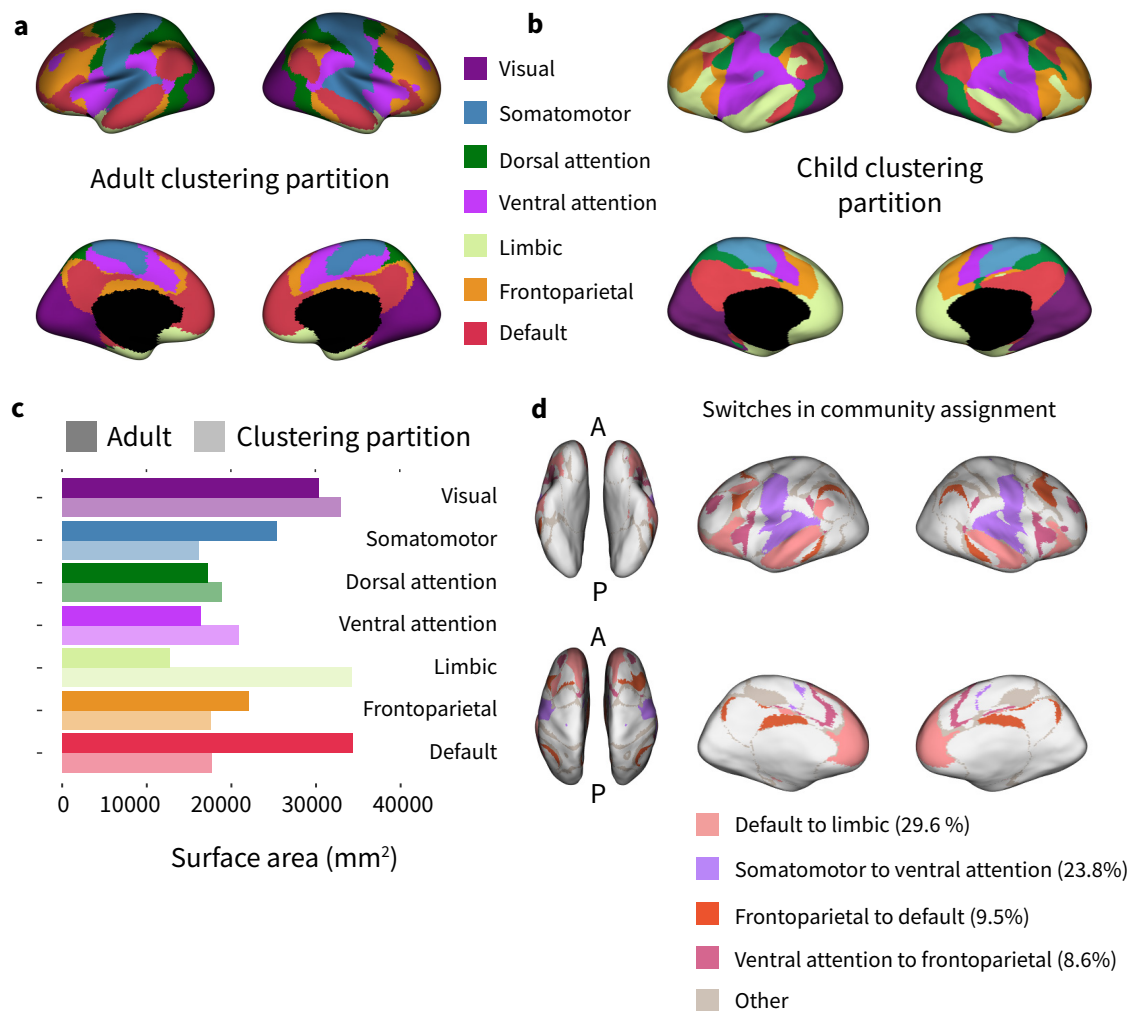 a
b
Visual
Somatomotor
Dorsal attention
Ventral attention
Limbic
Frontoparietal
Default
Adult clustering partition
Child clustering
partition
c
Adult
Clustering partition
Visual
Somatomotor
Dorsal attention
Ventral attention
Limbic
Frontoparietal
Default
0 10000 20000 30000 40000
Surface area (mm²)
d
Switches in community assignment
A
P
A
P
Default to limbic (29.6 %)
Somatomotor to ventral attention (23.8%)
Frontoparietal to default (9.5%)
Ventral attention to frontoparietal (8.6%)
Other